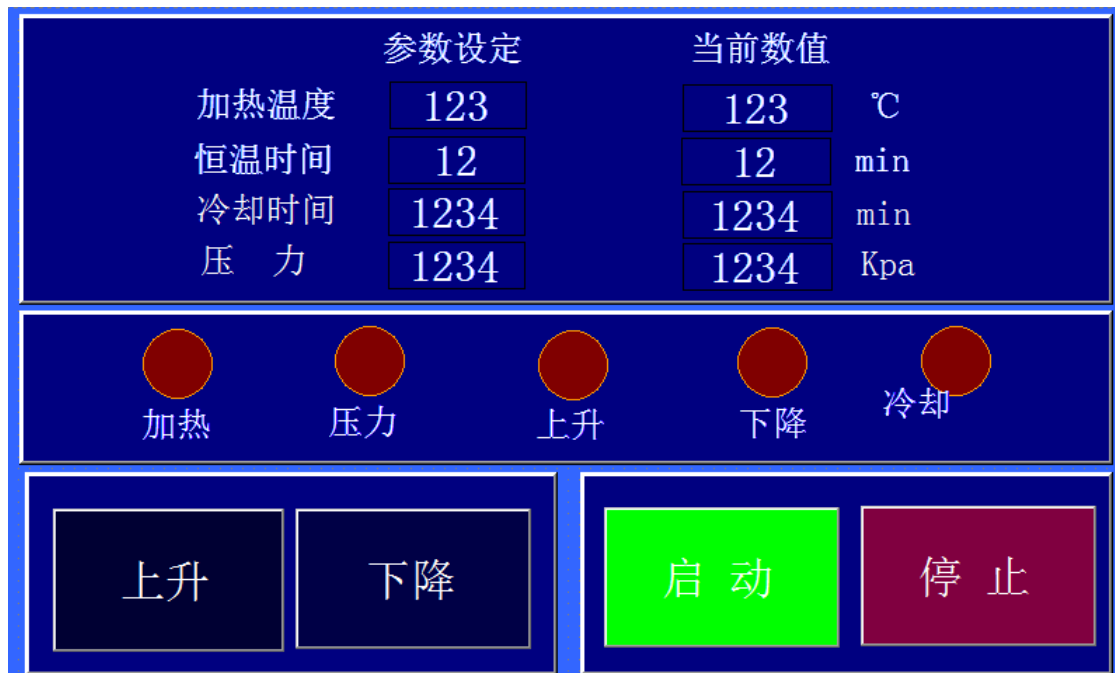 参数设定 当前数值
加热温度 123 123 ℃
恒温时间 12 12 min
冷却时间 1234 1234 min
压 力 1234 1234 Kpa
加热 压力 上升 下降 冷却
上升 下降 启 动 停 止